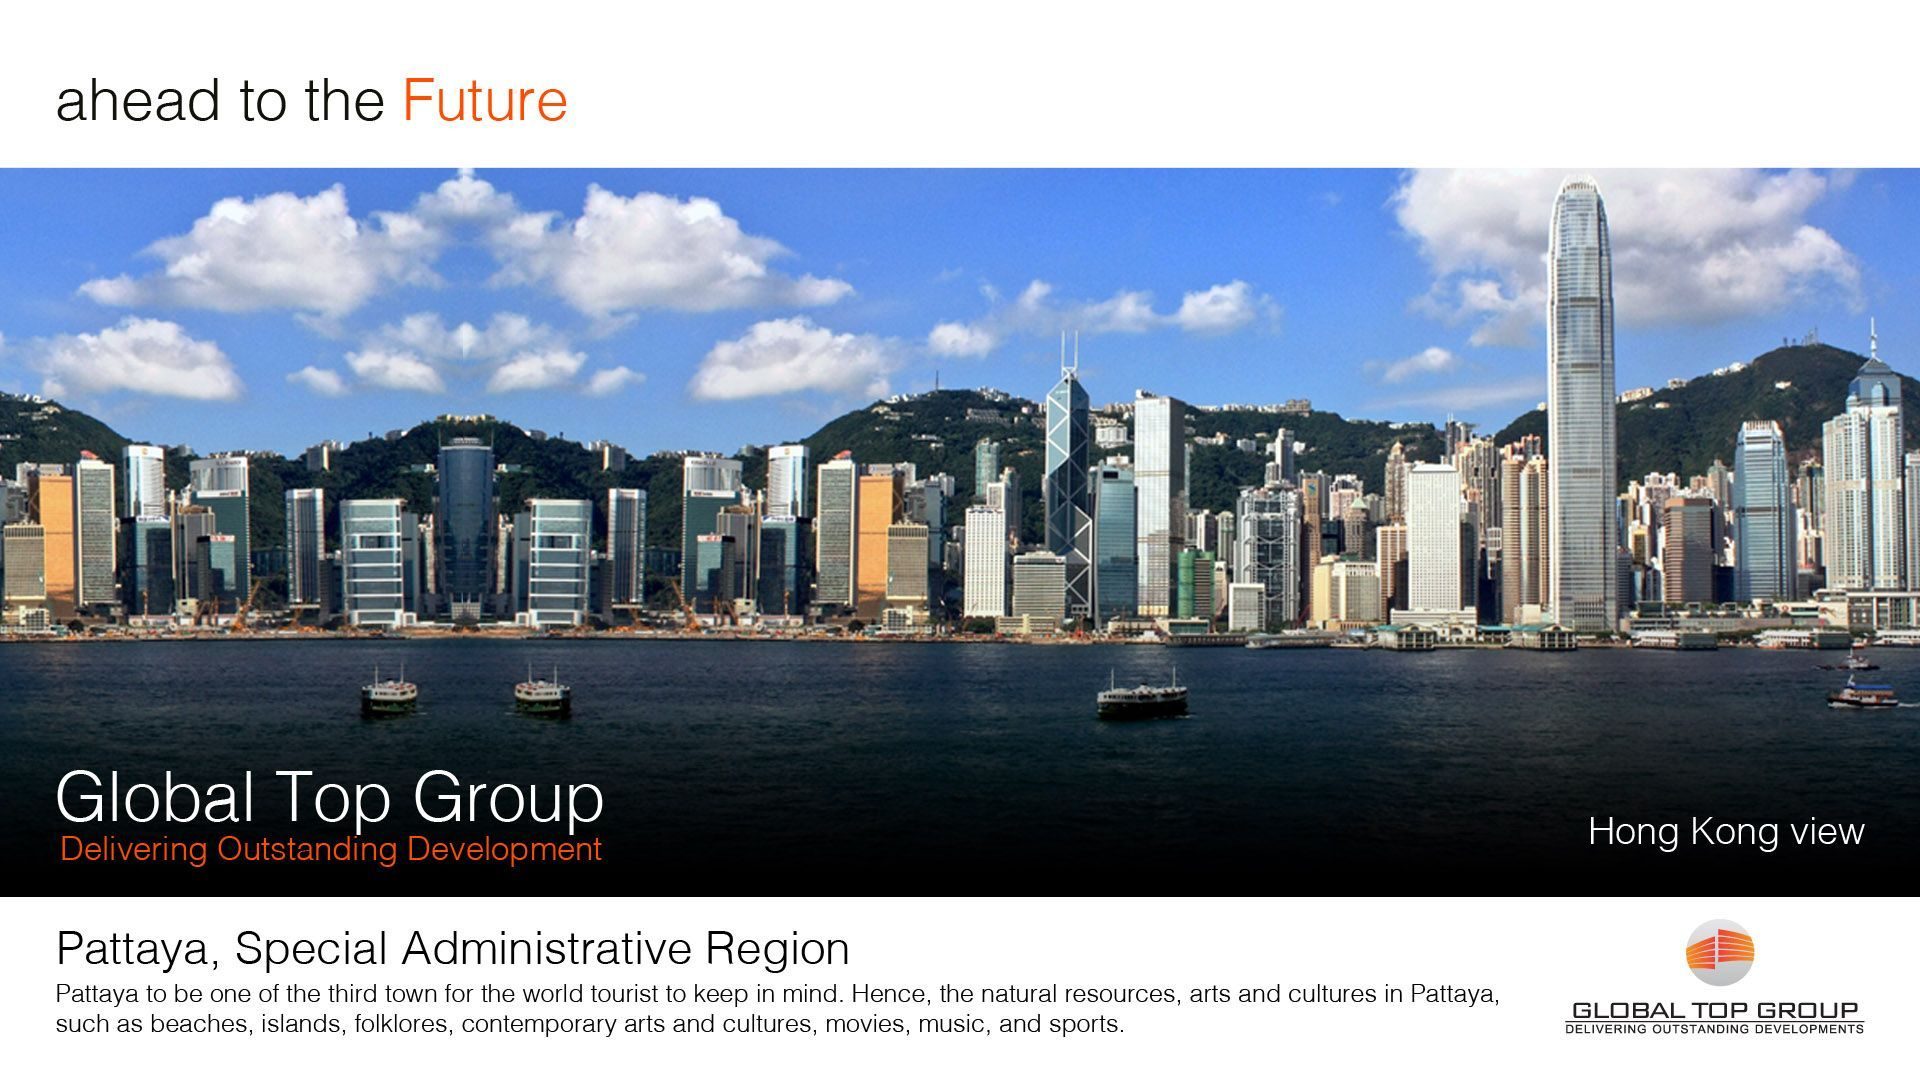 ahead to the Future
Global Top Group
Delivering Outstanding Development
Hong Kong view
Pattaya, Special Administrative Region
Pattaya to be one of the third town for the world tourist to keep in mind. Hence, the natural resources, arts and cultures in Pattaya,
such as beaches, islands, folklores, contemporary arts and cultures, movies, music, and sports.
GLOBAL TOP GROUP
DELIVERING OUTSTANDING DEVELOPMENTS